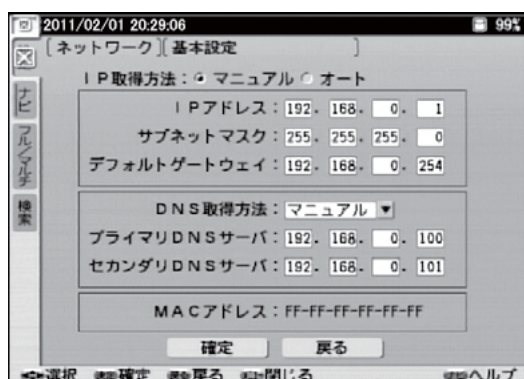 2011/02/01 20:29:06 99%
[ネットワーク][基本設定 ]
IP取得方法: マニュアル オート
ナビ
フル/マルチ
検索
IPアドレス:192. 168. 0. 1
サブネットマスク:255. 255. 255. 0
デフォルトゲートウェイ:192. 168. 0. 254
DNS取得方法:マニュアル
プライマリDNSサーバ:192. 168. 0. 100
セカンダリDNSサーバ:192. 168. 0. 101
MACアドレス:FF-FF-FF-FF-FF-FF
確定 戻る
選択 確定 戻る 閉じる ヘルプ